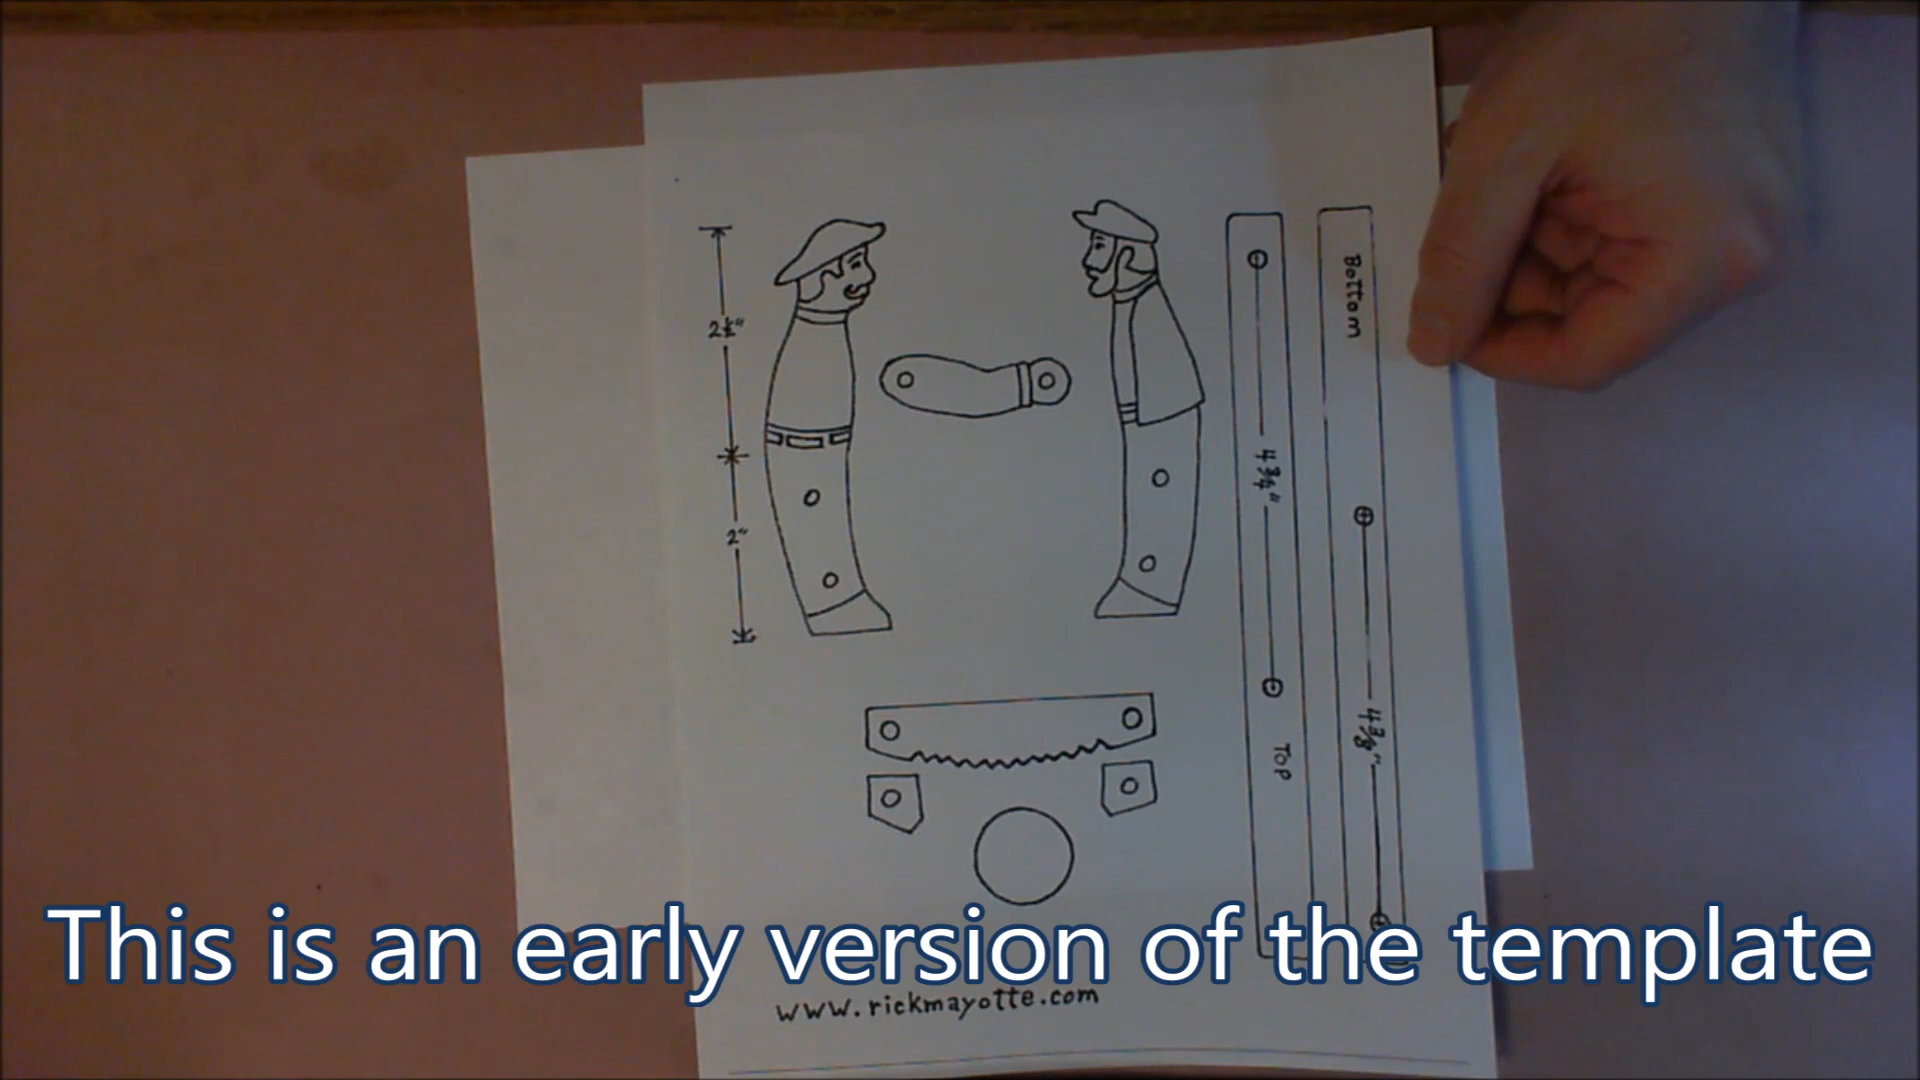 2½"
2"
4¾"
Top
Bottom
4⅜"
This is an early version of the template
www.rickmayotte.com